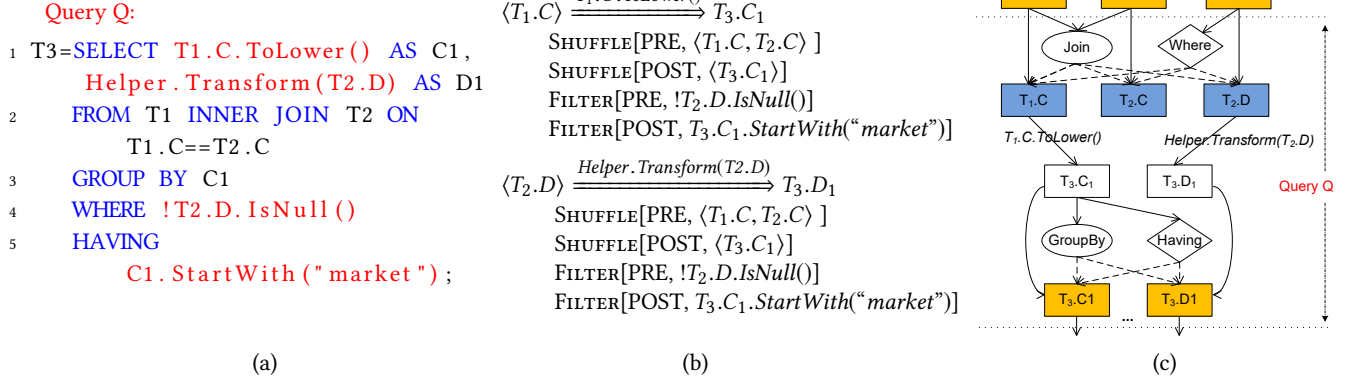 Query Q:
1 T3=SELECT T1.C.ToLower() AS C1,
Helper.Transform(T2.D) AS D1
2 FROM T1 INNER JOIN T2 ON
T1.C==T2.C
3 GROUP BY C1
4 WHERE !T2.D.IsNull()
5 HAVING
C1.StartWith("market");
(a)
⟨T₁.C⟩ ⟹ T₃.C₁
SHUFFLE[PRE, ⟨T₁.C, T₂.C⟩ ]
SHUFFLE[POST, ⟨T₃.C₁⟩]
FILTER[PRE, !T₂.D.IsNull()]
FILTER[POST, T₃.C₁.StartWith(“market”)]
Helper.Transform(T2.D)
⟨T₂.D⟩ ⟹ T₃.D₁
SHUFFLE[PRE, ⟨T₁.C, T₂.C⟩ ]
SHUFFLE[POST, ⟨T₃.C₁⟩]
FILTER[PRE, !T₂.D.IsNull()]
FILTER[POST, T₃.C₁.StartWith(“market”)]
(b)
Join Where
T₁.C T₂.C T₂.D
T₁.C.ToLower() Helper.Transform(T₂.D)
T₃.C₁ T₃.D₁
Query Q
GroupBy Having
T₃.C1 T₃.D1
...
(c)